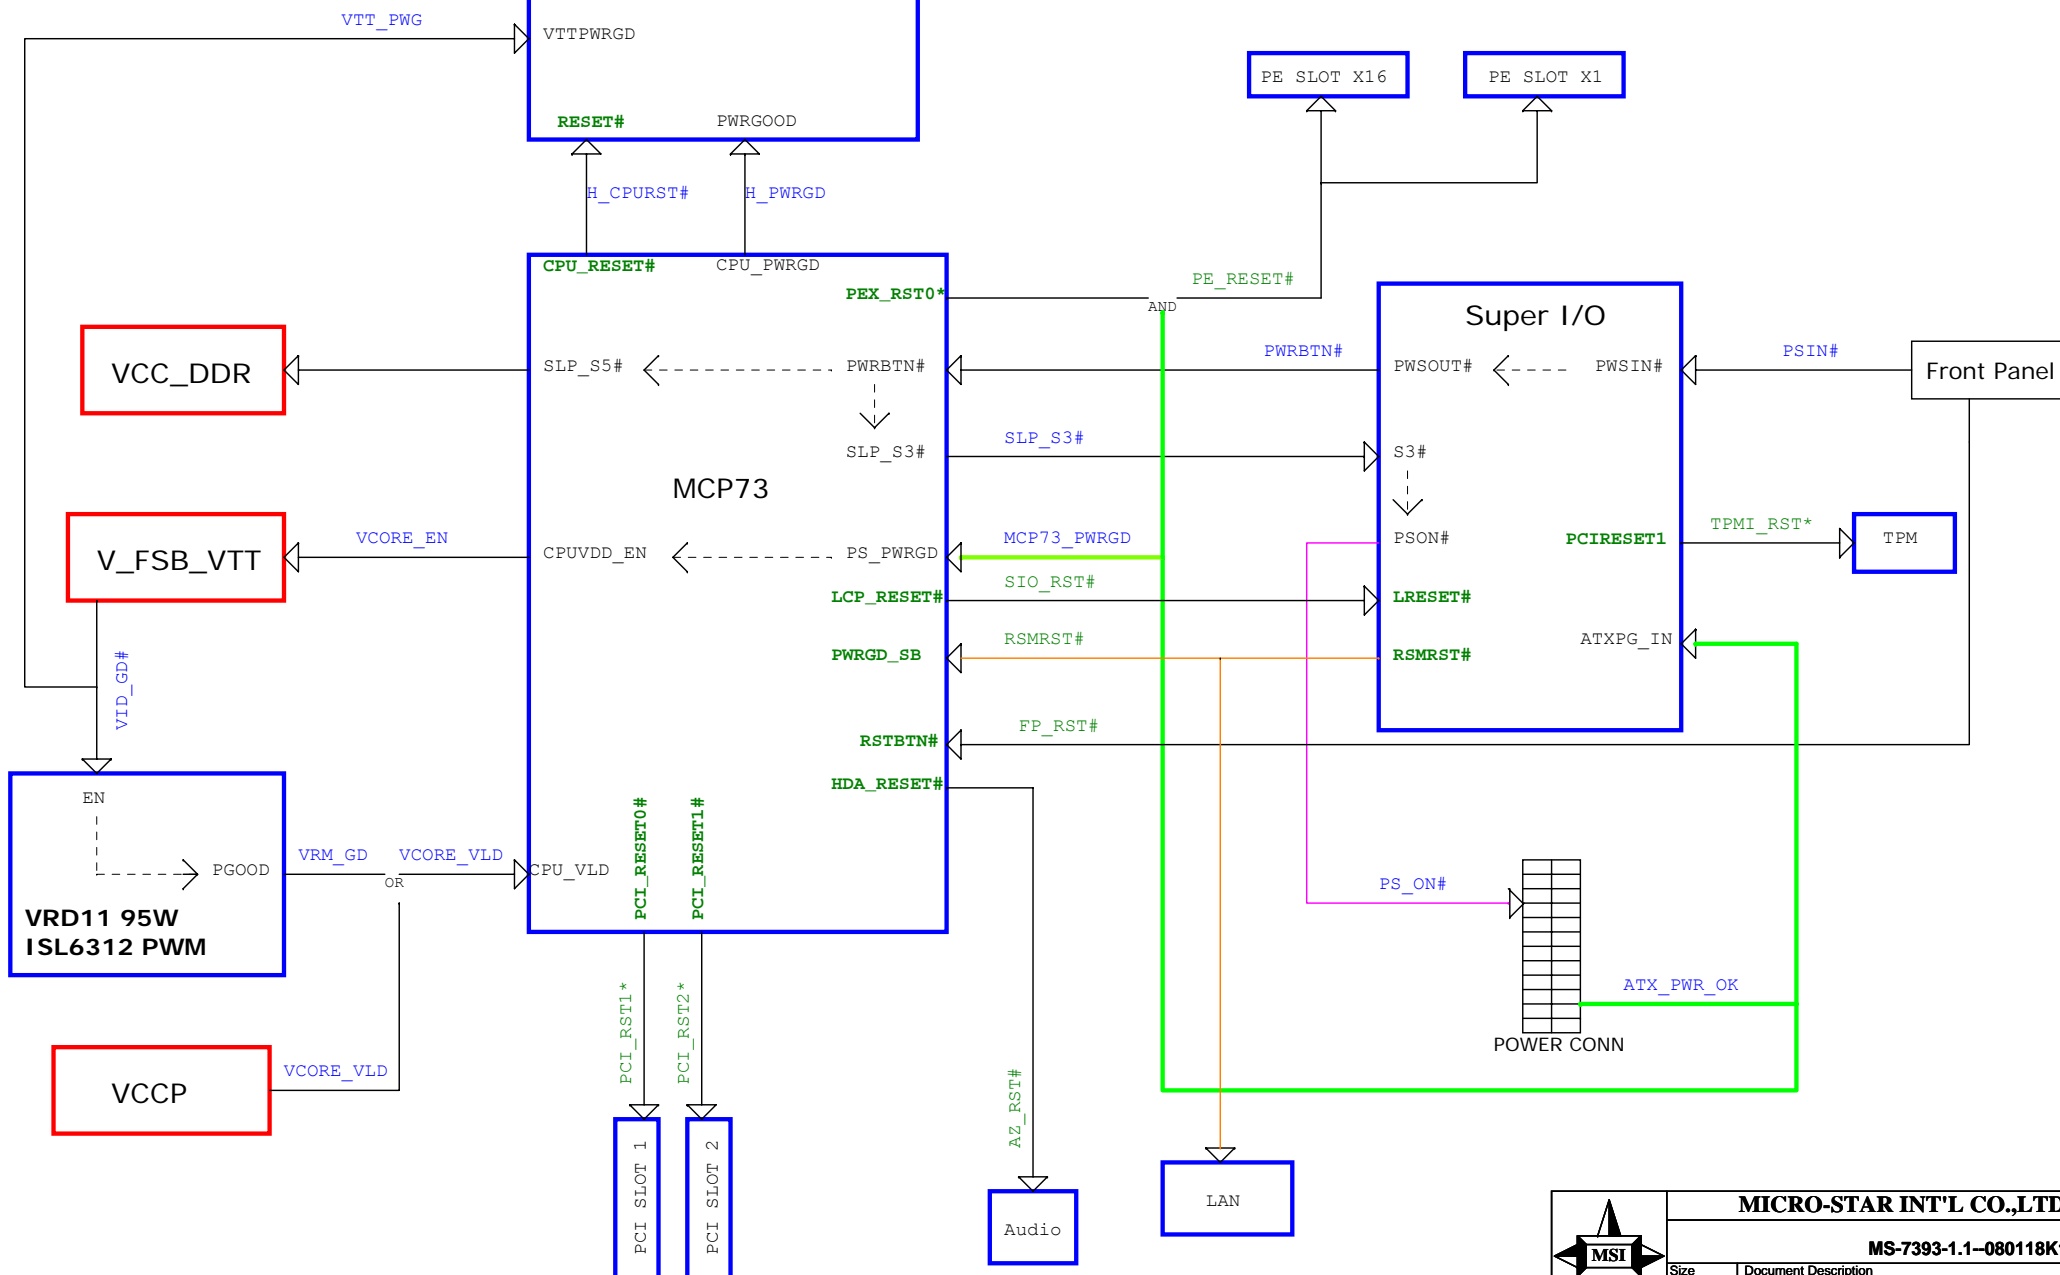 VTT_PWG
VTTPWRGD
PE SLOT X16
PE SLOT X1
RESET#
PWRGOOD
H_CPURST#
H_PWRGD
CPU_RESET#
CPU_PWRGD
PEX_RST0*
PE_RESET#
AND
Super I/O
VCC_DDR
SLP_S5#
PWRBTN#
PWRBTN#
PWSOUT#
PWSIN#
PSIN#
Front Panel
SLP_S3#
SLP_S3#
S3#
MCP73
V_FSB_VTT
VCORE_EN
CPUVDD_EN
PS_PWRGD
MCP73_PWRGD
PSON#
PCIRESET1
TPMI_RST*
TPM
SIO_RST#
LCP_RESET#
LRESET#
RSMRST#
PWRGD_SB
RSMRST#
ATXPG_IN
VID_GD#
FP_RST#
RSTBTN#
HDA_RESET#
EN
PCI_RESET0#
PCI_RESET1#
PGOOD
VRM_GD
OR
VCORE_VLD
CPU_VLD
VRD11 95W
ISL6312 PWM
PS_ON#
ATX_PWR_OK
POWER CONN
PCI_RST1*
PCI_RST2*
VCCP
VCORE_VLD
AZ_RST#
PCI SLOT 1
PCI SLOT 2
Audio
LAN
MSI
MICRO-STAR INT'L CO.,LTD
MS-7393-1.1--080118K
Size
Document Description